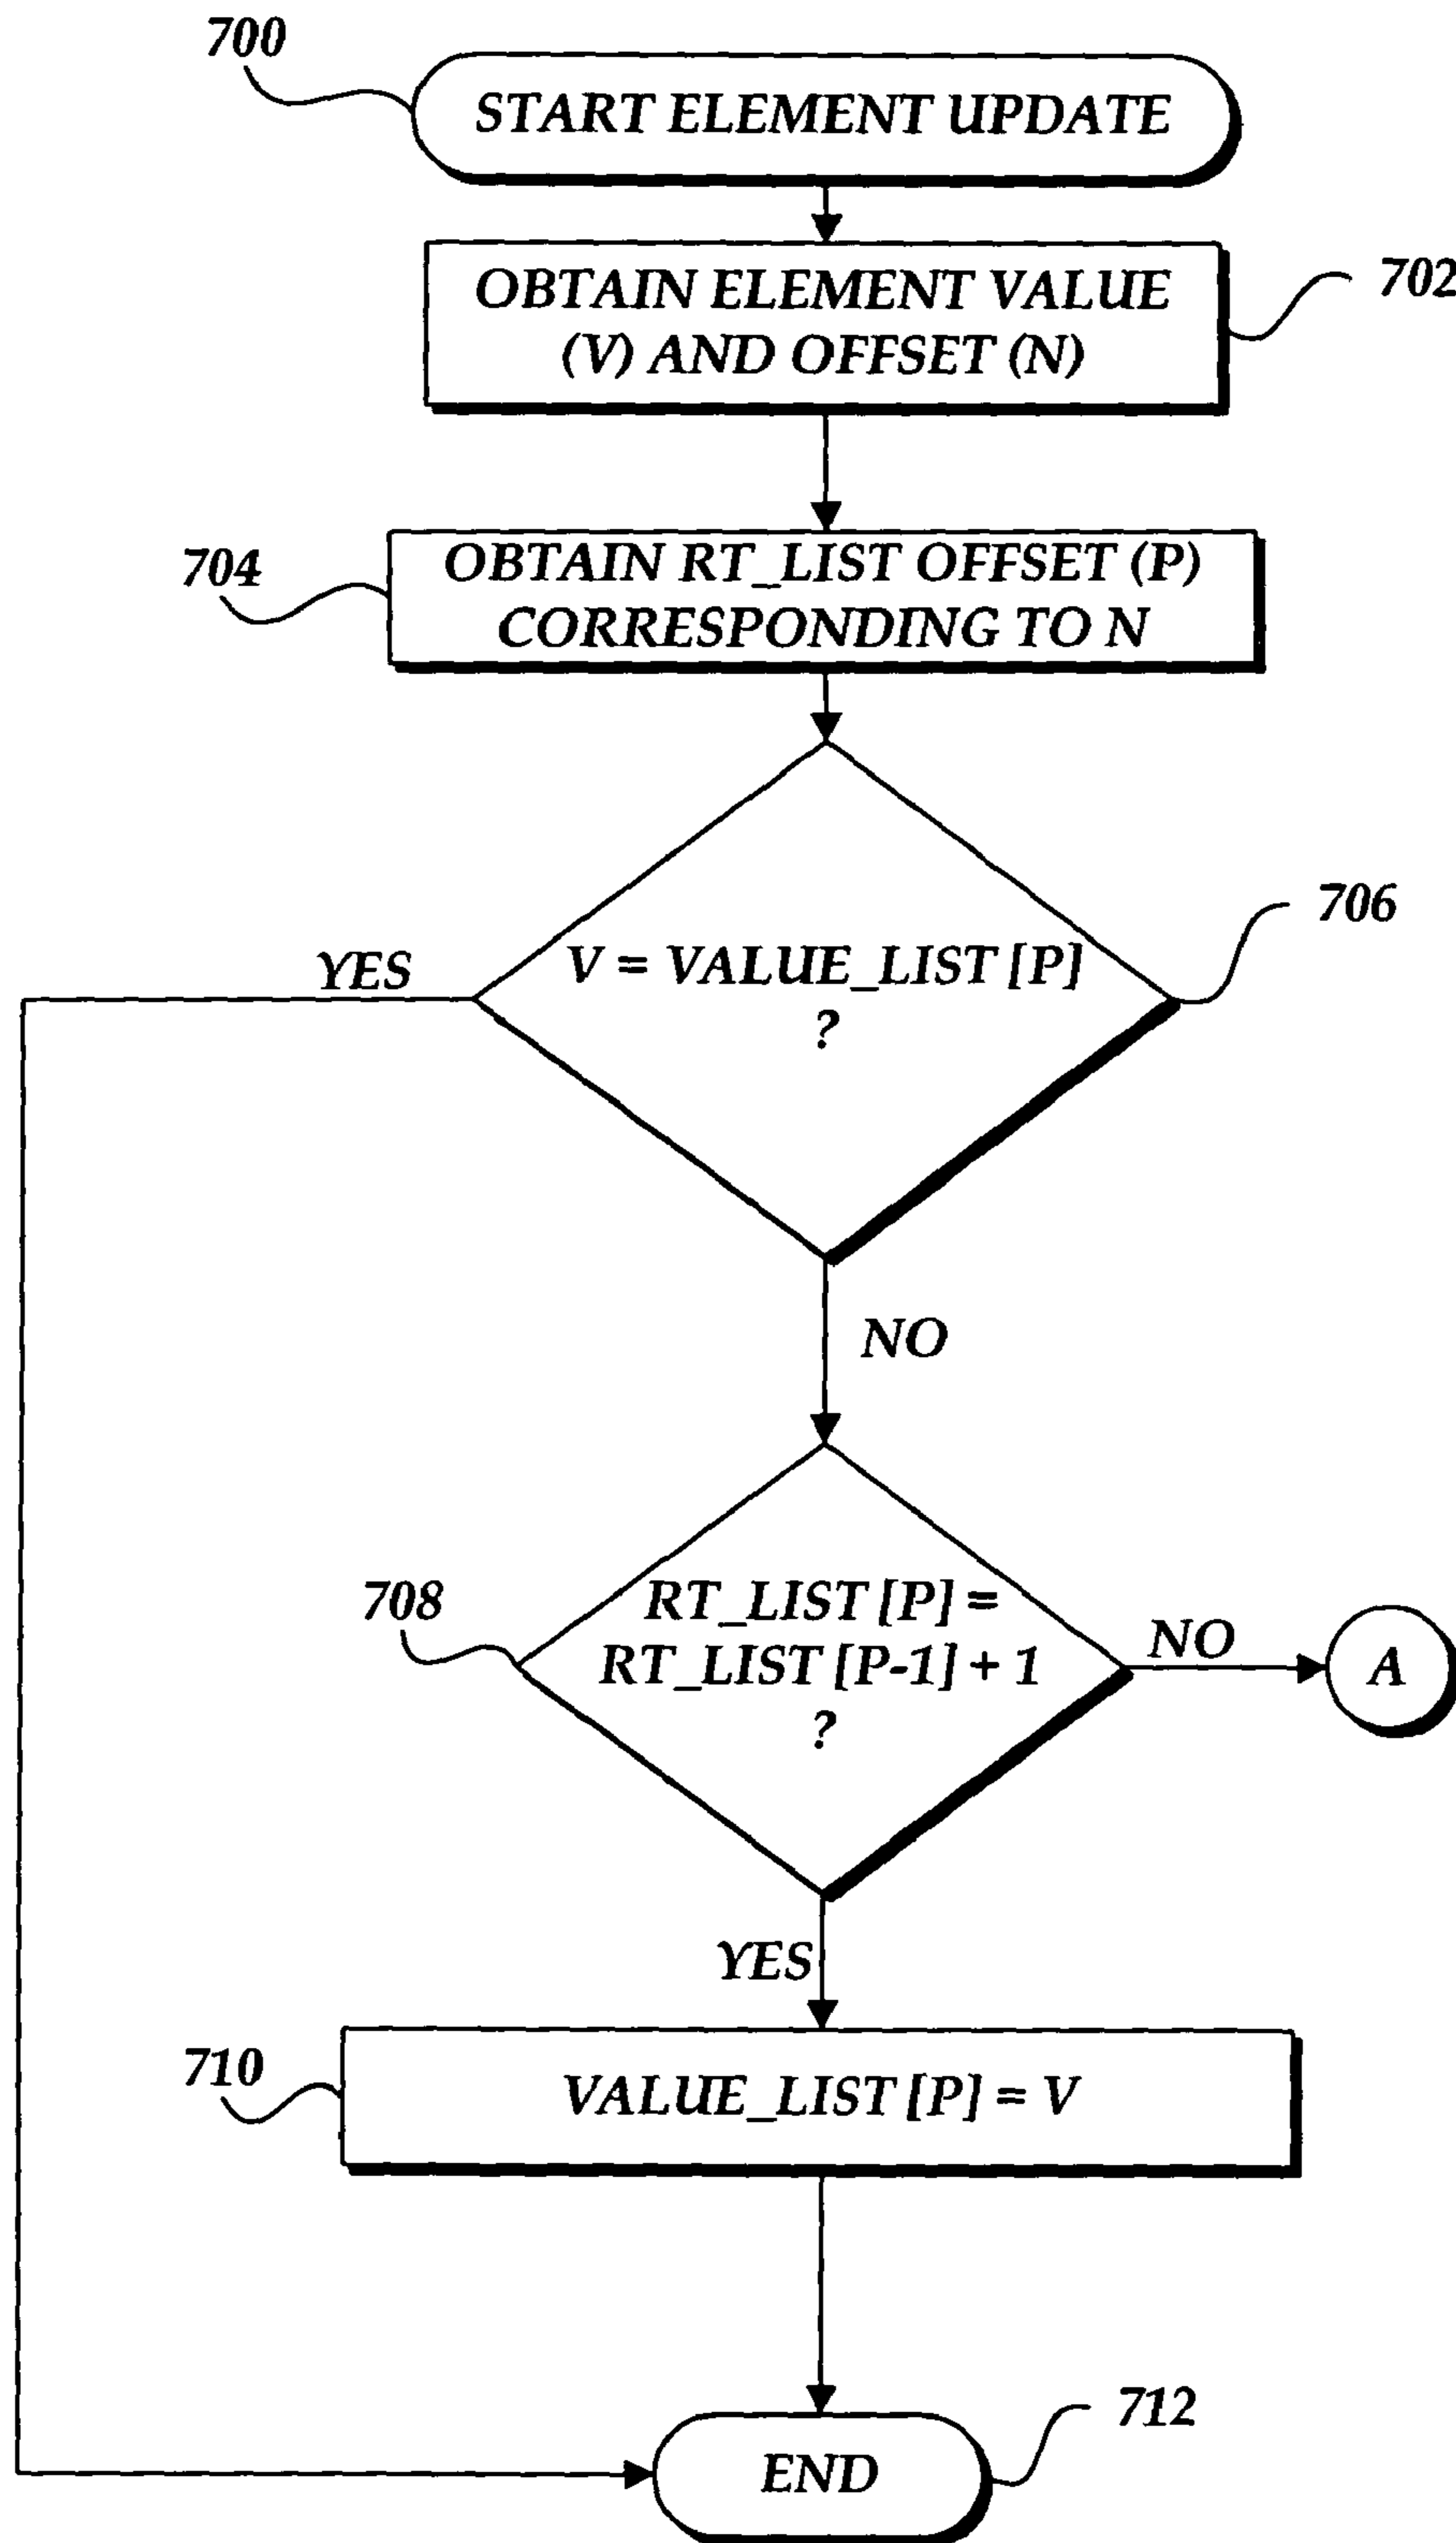 700
START ELEMENT UPDATE
OBTAIN ELEMENT VALUE
(V) AND OFFSET (N)
702
704
OBTAIN RT_LIST OFFSET (P)
CORRESPONDING TO N
706
V = VALUE_LIST [P]
?
YES
NO
708
RT_LIST [P] =
RT_LIST [P-1] + 1
?
NO
A
YES
710
VALUE_LIST [P] = V
712
END